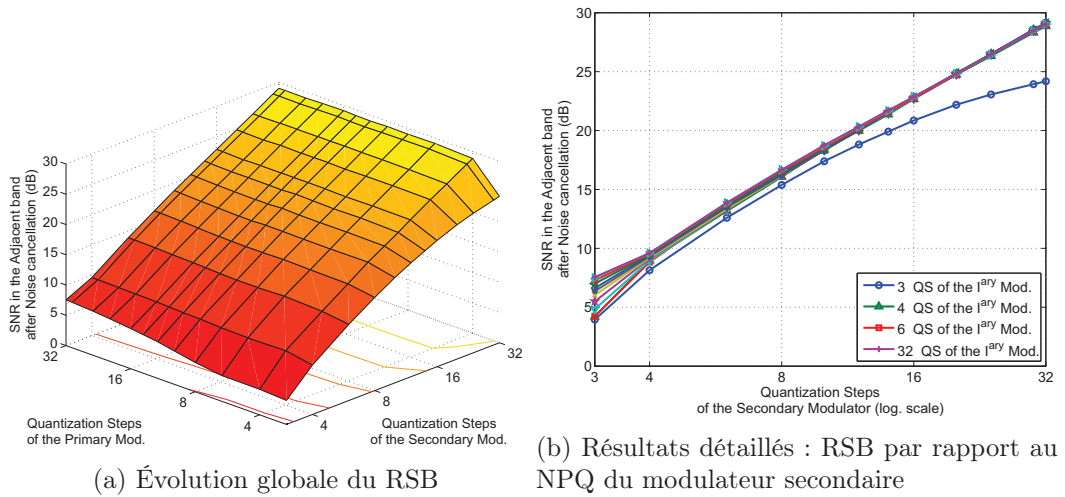 30
25
20
15
10
5
0
SNR in the Adjacent band
after Noise cancellation (dB)
32
16
8
4
Quantization Steps
of the Primary Mod.
4
8
16
32
Quantization Steps
of the Secondary Mod.
(a) Évolution globale du RSB
30
25
20
15
10
5
0
SNR in the Adjacent band
after Noise cancellation (dB)
3 QS of the I^ary Mod.
4 QS of the I^ary Mod.
6 QS of the I^ary Mod.
32 QS of the I^ary Mod.
3 4 8 16 32
Quantization Steps
of the Secondary Modulator (log. scale)
(b) Résultats détaillés : RSB par rapport au
NPQ du modulateur secondaire